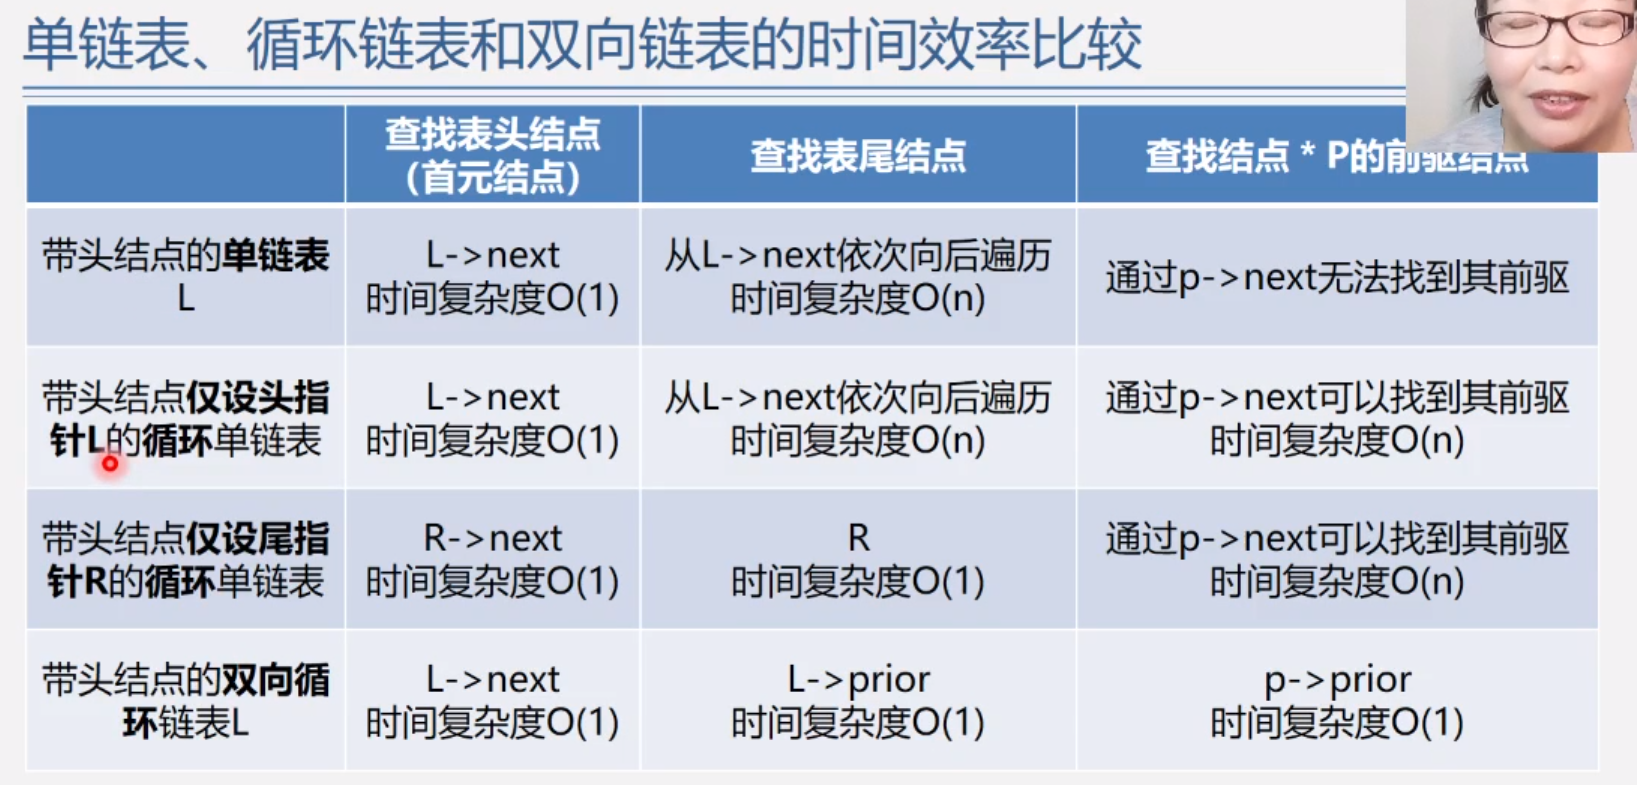 单链表、循环链表和双向链表的时间效率比较
查找表头结点
（首元结点）
查找表尾结点
查找结点 * P的前驱结点
带头结点的单链表
L
L->next
时间复杂度O(1)
从L->next依次向后遍历
时间复杂度O(n)
通过p->next无法找到其前驱
带头结点仅设头指
针L的循环单链表
L->next
时间复杂度O(1)
从L->next依次向后遍历
时间复杂度O(n)
通过p->next可以找到其前驱
时间复杂度O(n)
带头结点仅设尾指
针R的循环单链表
R->next
时间复杂度O(1)
R
时间复杂度O(1)
通过p->next可以找到其前驱
时间复杂度O(n)
带头结点的双向循
环链表L
L->next
时间复杂度O(1)
L->prior
时间复杂度O(1)
p->prior
时间复杂度O(1)